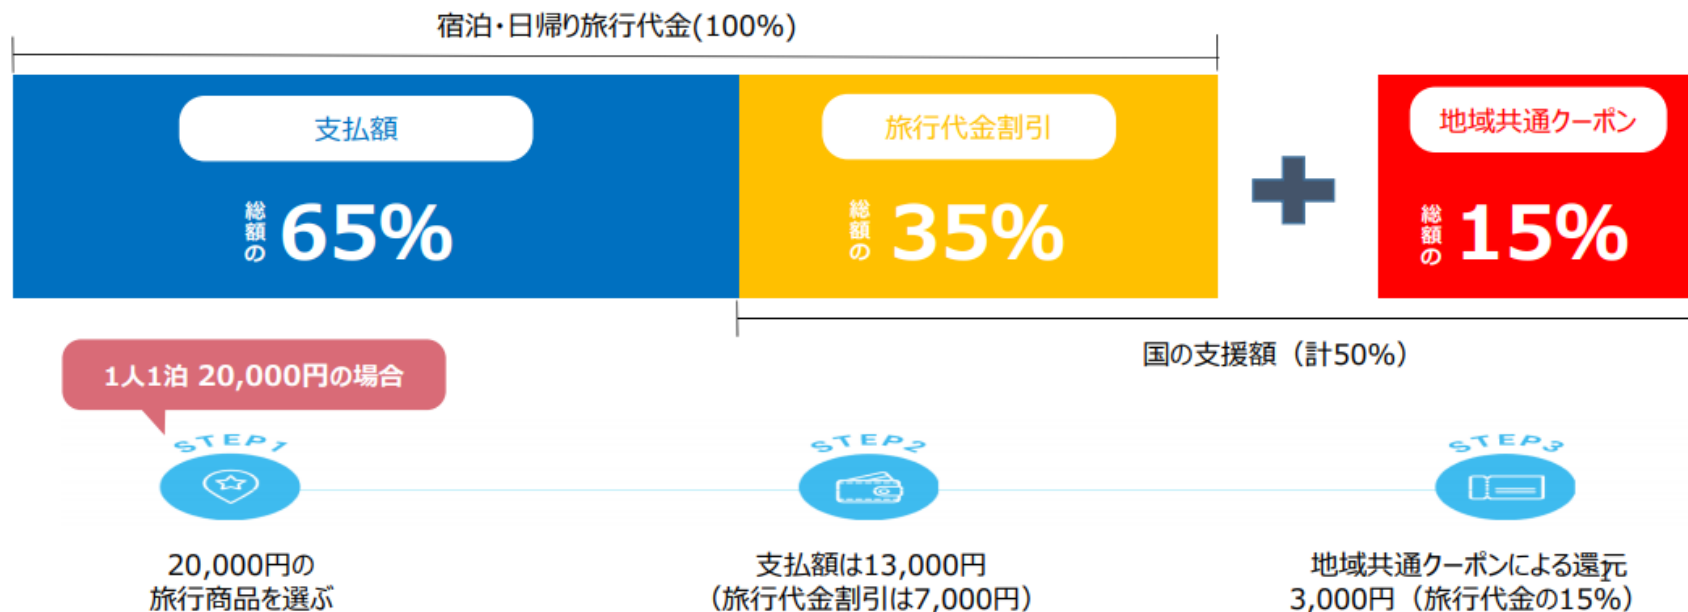 宿泊・日帰り旅行代金(100%)
支払額
総額の
65%
旅行代金割引
総額の
35%
地域共通クーポン
総額の
15%
国の支援額（計50%）
1人1泊 20,000円の場合
STEP1
STEP2
STEP3
20,000円の
旅行商品を選ぶ
支払額は13,000円
（旅行代金割引は7,000円）
地域共通クーポンによる還元
3,000円（旅行代金の15%）
1